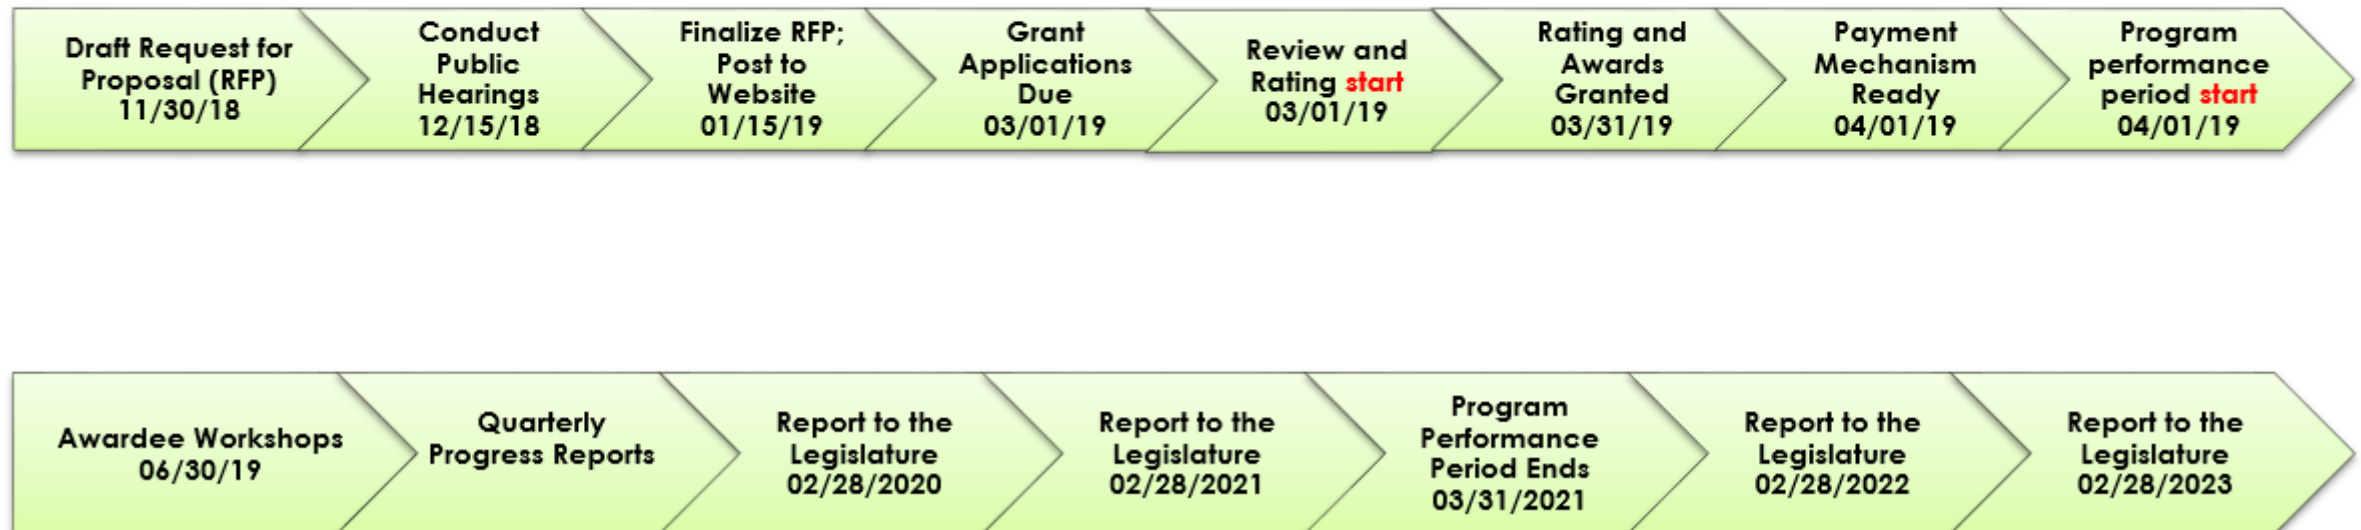 Draft Request for
Proposal (RFP)
11/30/18
Conduct
Public
Hearings
12/15/18
Finalize RFP;
Post to
Website
01/15/19
Grant
Applications
Due
03/01/19
Review and
Rating start
03/01/19
Rating and
Awards
Granted
03/31/19
Payment
Mechanism
Ready
04/01/19
Program
performance
period start
04/01/19
Awardee Workshops
06/30/19
Quarterly
Progress Reports
Report to the
Legislature
02/28/2020
Report to the
Legislature
02/28/2021
Program
Performance
Period Ends
03/31/2021
Report to the
Legislature
02/28/2022
Report to the
Legislature
02/28/2023